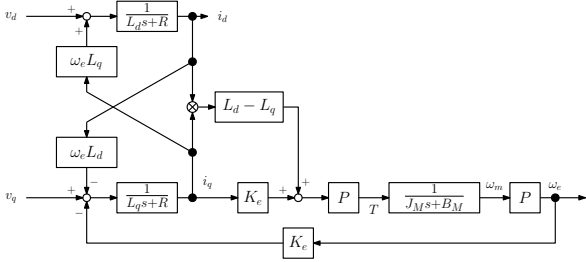 v_d + 1/(L_d s+R) i_d
+
ω_e L_q
L_d − L_q
ω_e L_d
− +
v_q + 1/(L_q s+R) i_q K_e + P T 1/(J_M s+B_M) ω_m P ω_e
−
K_e